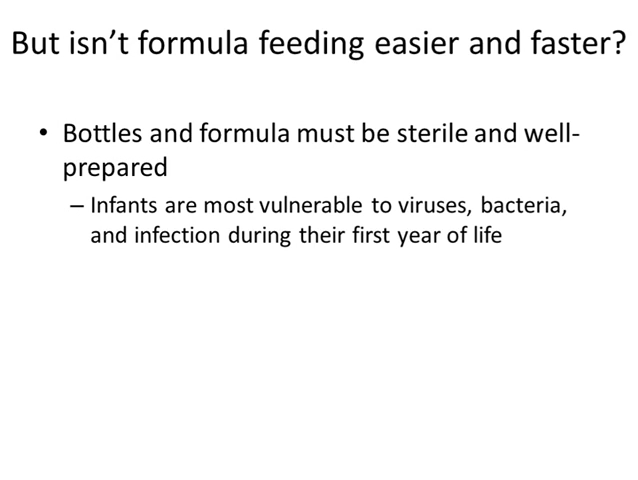 But isn’t formula feeding easier and faster?
• Bottles and formula must be sterile and well-
prepared
– Infants are most vulnerable to viruses, bacteria,
and infection during their first year of life